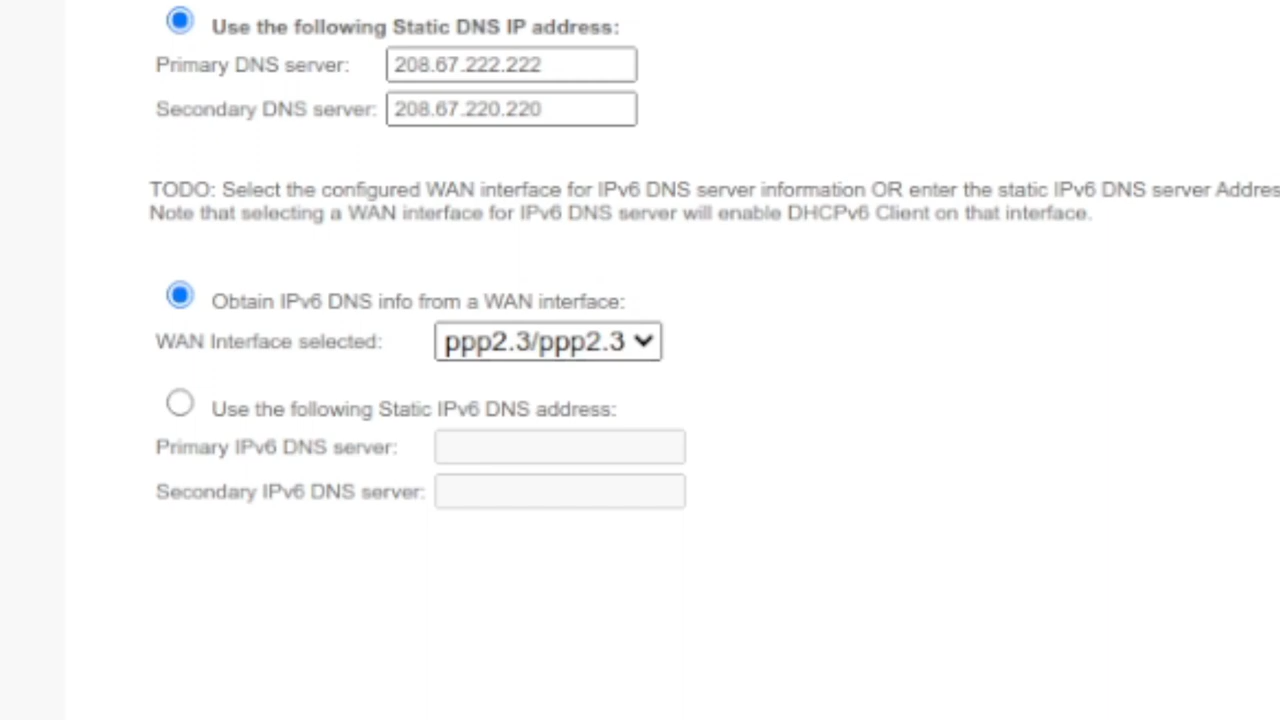 Use the following Static DNS IP address:
Primary DNS server: 208.67.222.222
Secondary DNS server: 208.67.220.220
TODO: Select the configured WAN interface for IPv6 DNS server information OR enter the static IPv6 DNS server Addres
Note that selecting a WAN interface for IPv6 DNS server will enable DHCPv6 Client on that interface.
Obtain IPv6 DNS info from a WAN interface:
WAN Interface selected: ppp2.3/ppp2.3
Use the following Static IPv6 DNS address:
Primary IPv6 DNS server:
Secondary IPv6 DNS server: